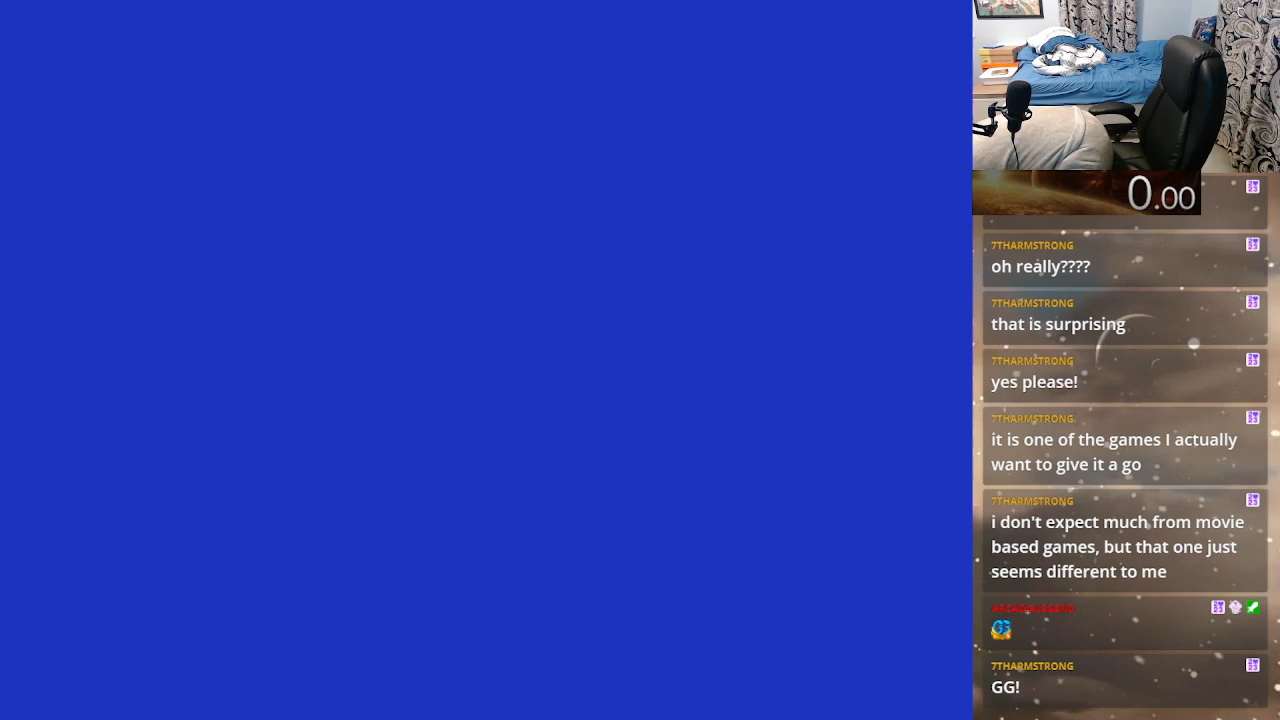 0.00
7THARMSTRONG
oh really????
7THARMSTRONG
that is surprising
7THARMSTRONG
yes please!
7THARMSTRONG
it is one of the games I actually
want to give it a go
7THARMSTRONG
i don't expect much from movie
based games, but that one just
seems different to me
7THARMSTRONG
GG!